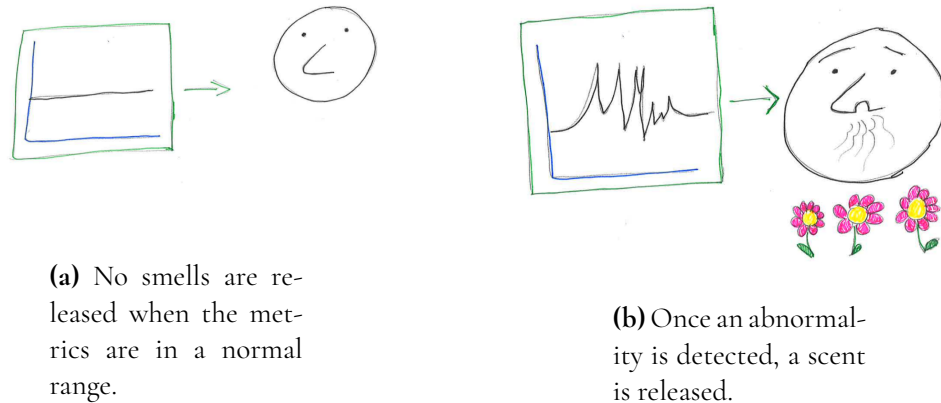 (a) No smells are re-
leased when the met-
rics are in a normal
range.
(b) Once an abnormal-
ity is detected, a scent
is released.